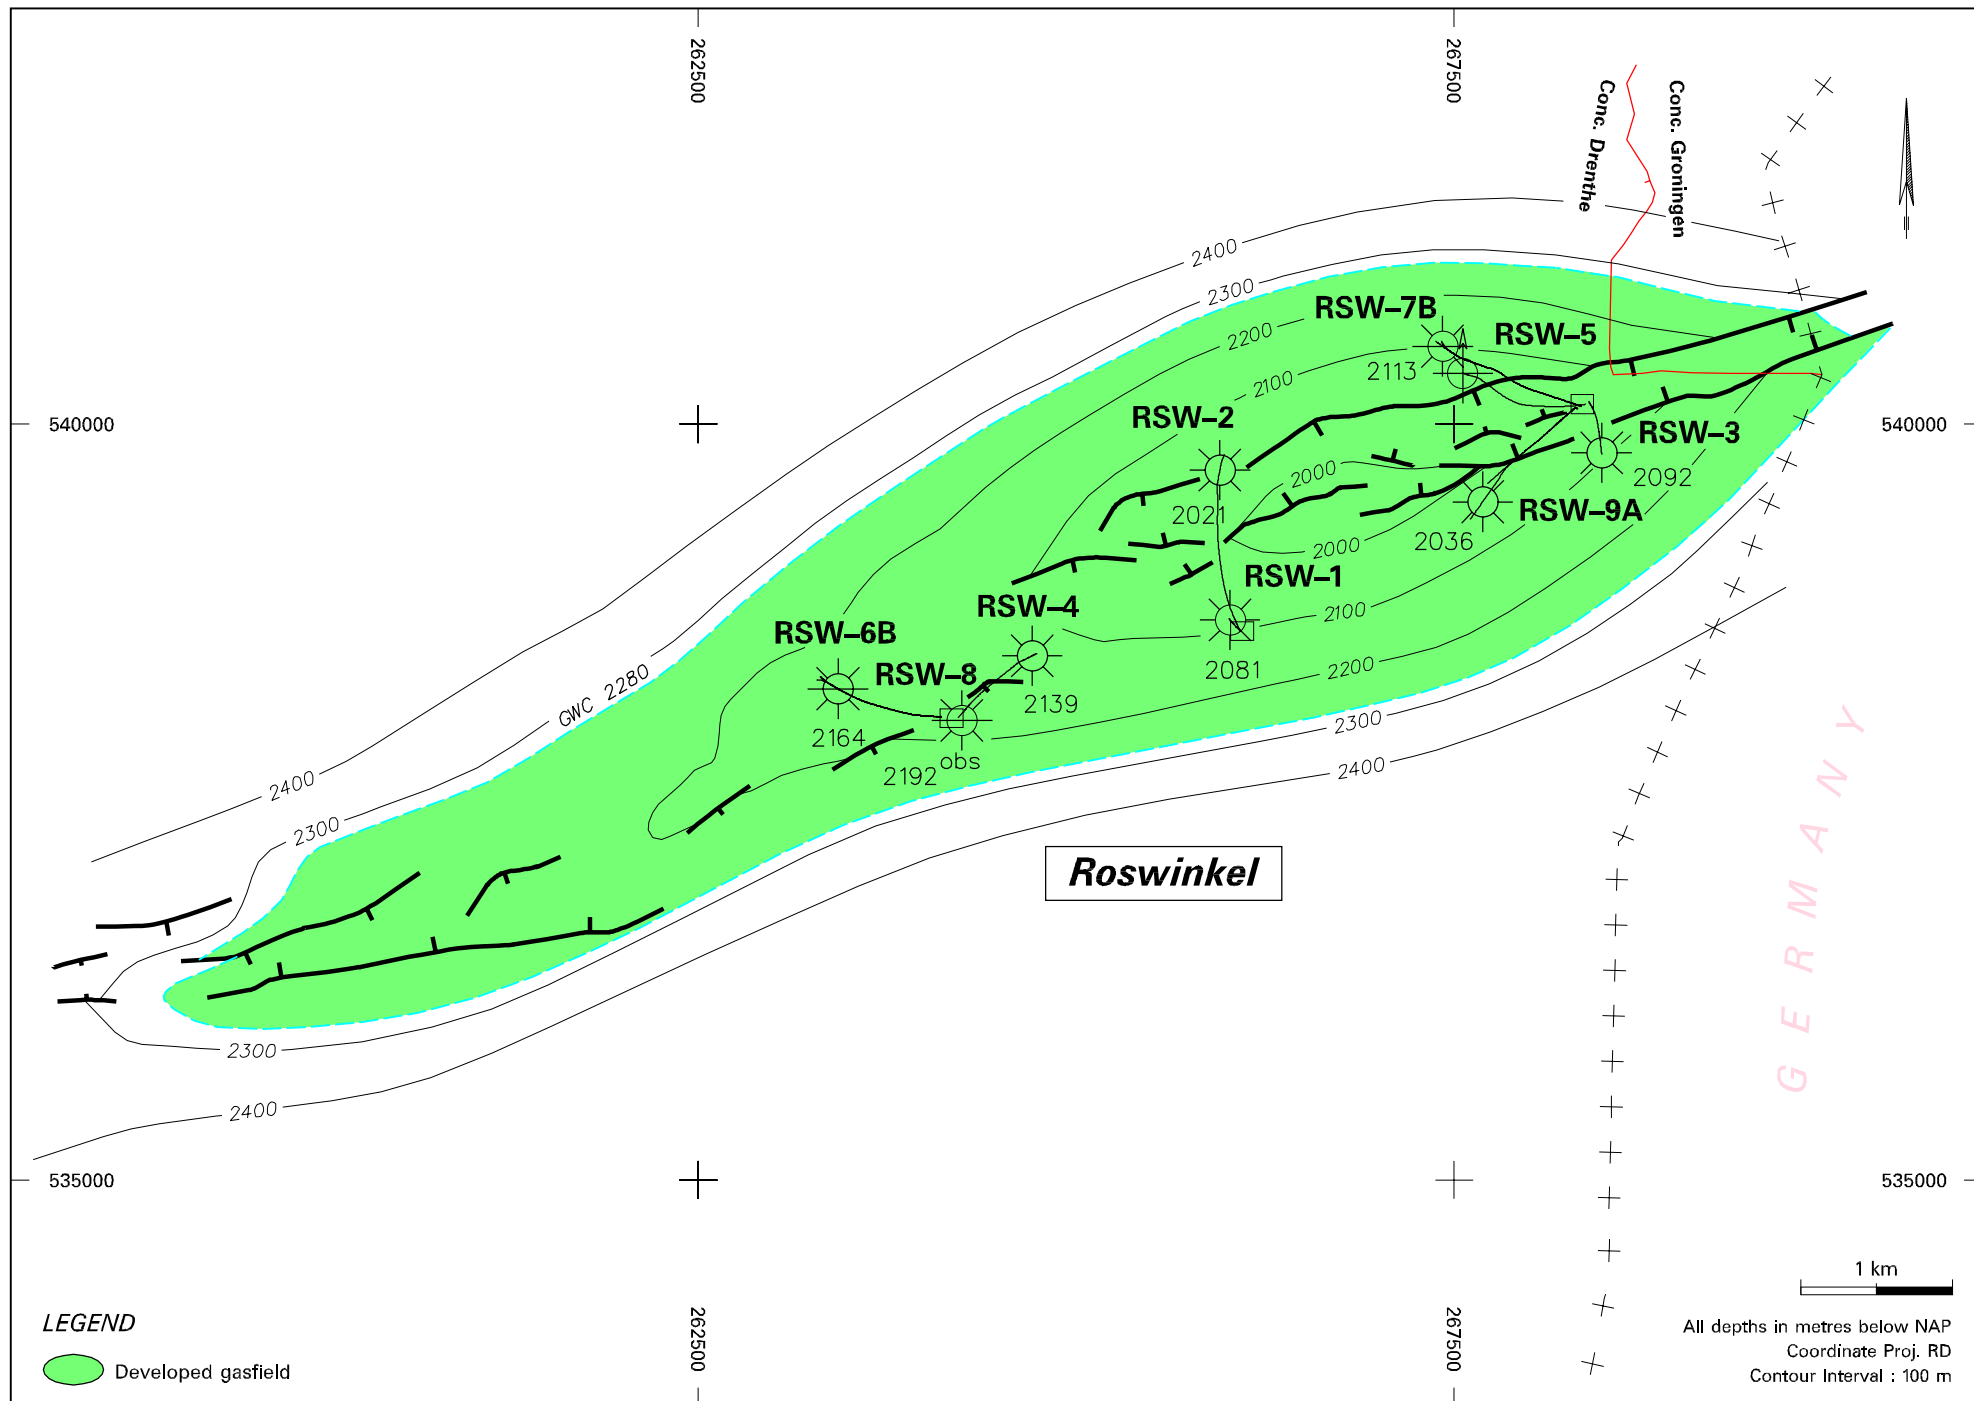 262500
267500
Conc. Drenthe
Conc. Groningen
2400
2300
RSW–7B
RSW–5
2200
2113
2100
RSW–2
540000
540000
RSW–3
2000
2092
2021
RSW–9A
2036
2000
RSW–1
RSW–4
2100
RSW–6B
2200
RSW–8
2081
GWC 2280
2139
2300
2164
obs
2192
2400
2400
2300
GERMANY
Roswinkel
2300
2400
535000
535000
1 km
262500
267500
LEGEND
Developed gasfield
All depths in metres below NAP
Coordinate Proj. RD
Contour Interval : 100 m